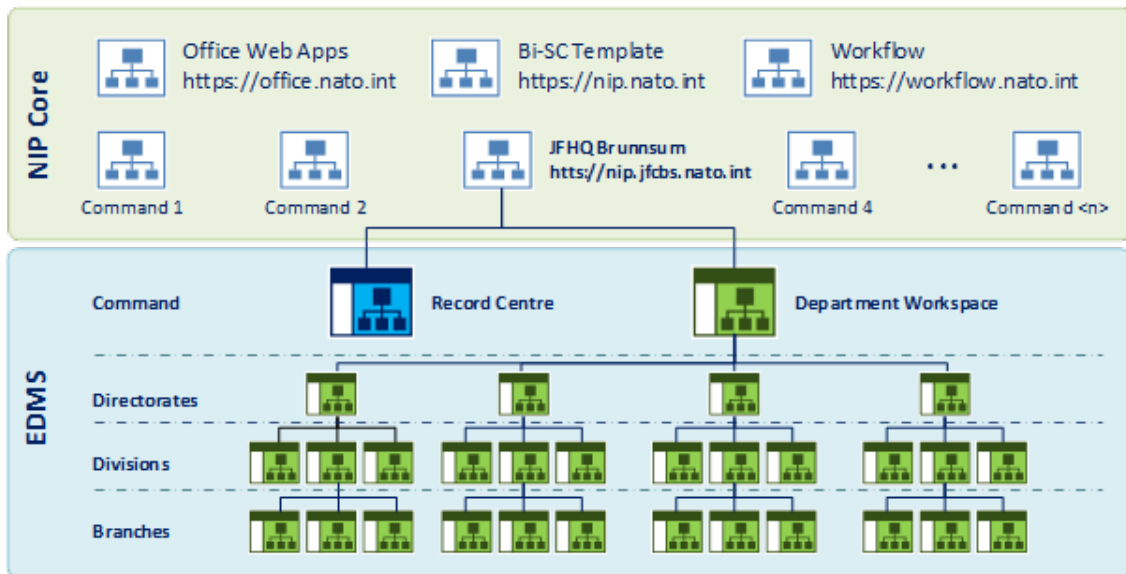 NIP Core
Office Web Apps
https://office.nato.int
Bi-SC Template
https://nip.nato.int
Workflow
https://workflow.nato.int
Command 1
Command 2
JFHQ Brunnsum
htts://nip.jfcbs.nato.int
Command 4
...
Command <n>
EDMS
Command
Record Centre
Department Workspace
Directorates
Divisions
Branches